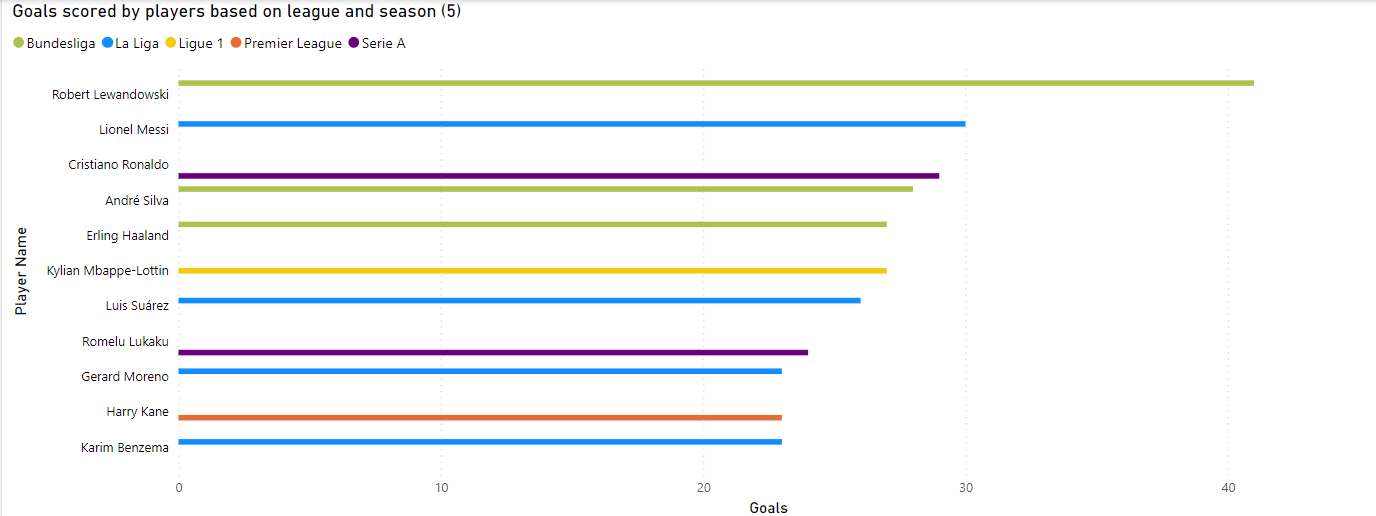 Goals scored by players based on league and season (5)
Bundesliga La Liga Ligue 1 Premier League Serie A
Player Name
Robert Lewandowski
Lionel Messi
Cristiano Ronaldo
André Silva
Erling Haaland
Kylian Mbappe-Lottin
Luis Suárez
Romelu Lukaku
Gerard Moreno
Harry Kane
Karim Benzema
0 10 20 30 40
Goals